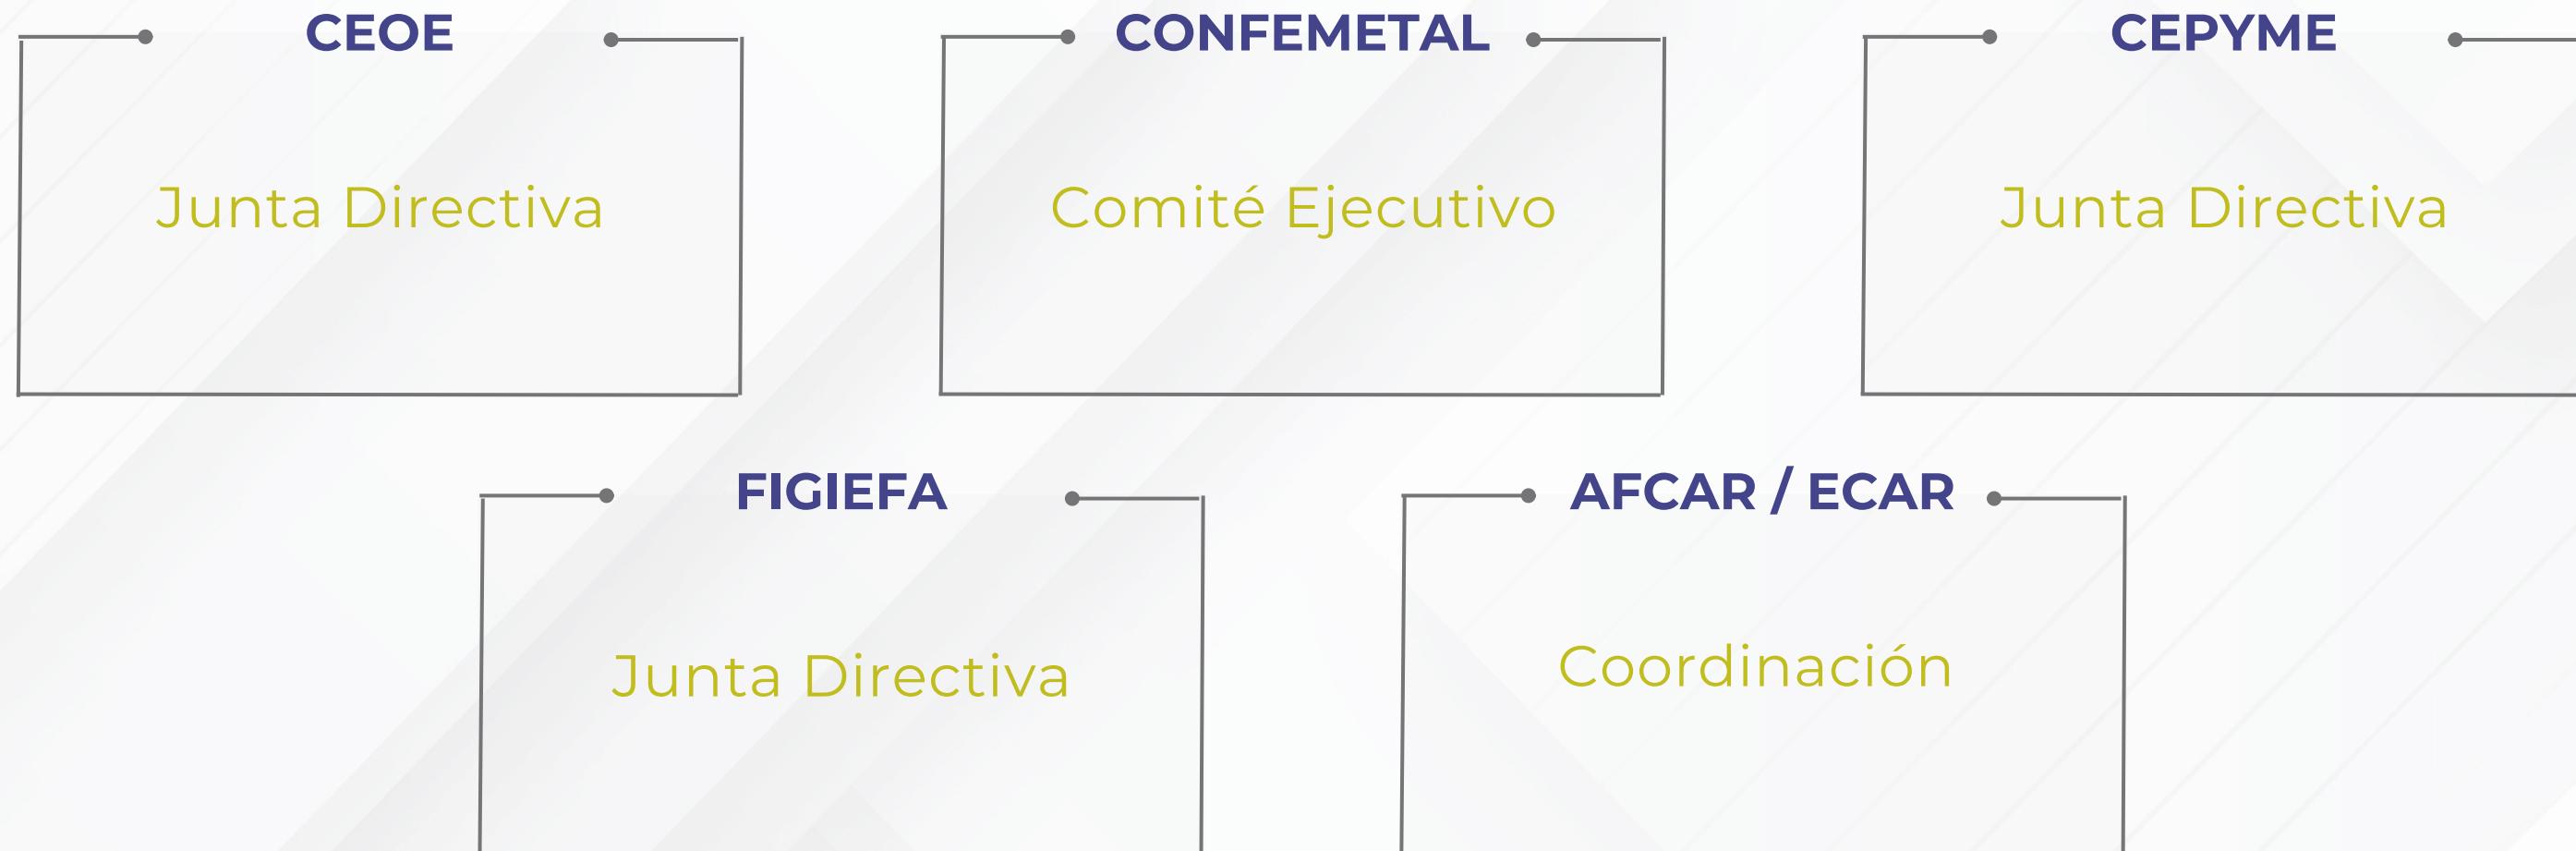 CEOE
Junta Directiva
CONFEMETAL
Comité Ejecutivo
CEPYME
Junta Directiva
FIGIEFA
Junta Directiva
AFCAR / ECAR
Coordinación